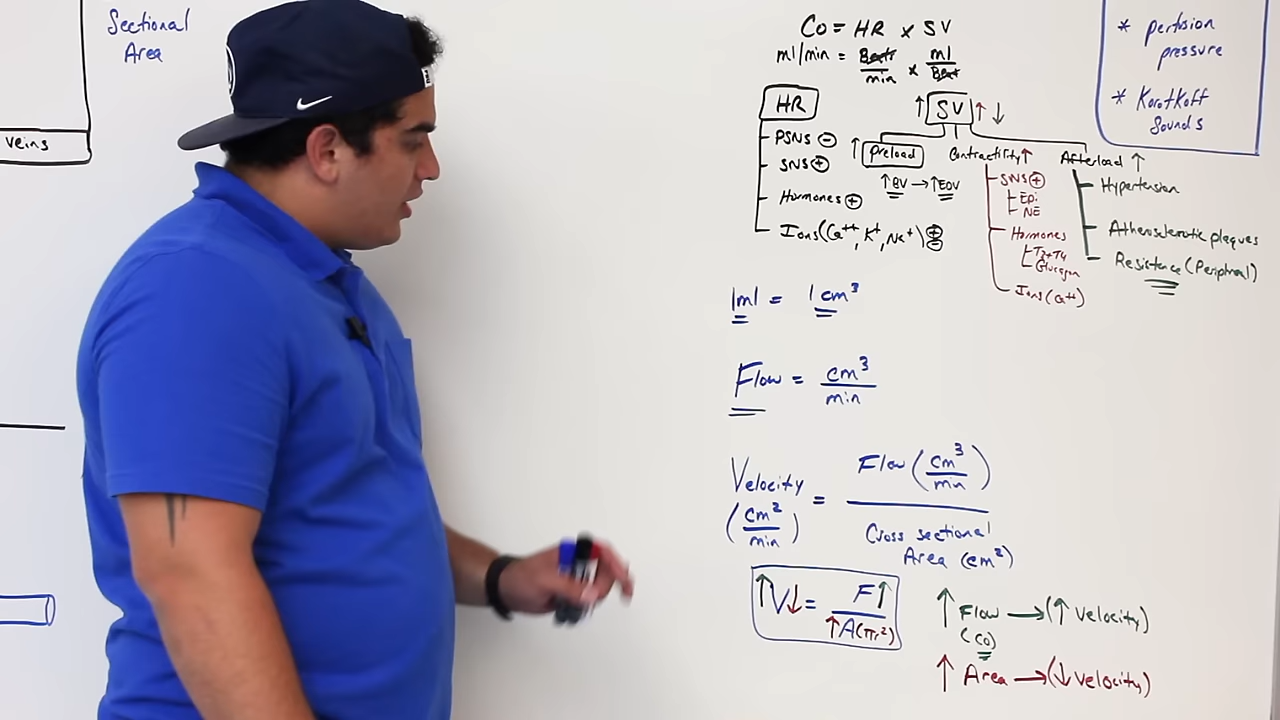 Sectional
Area
Veins
* perfusion
pressure
* Korotkoff
Sounds
Co = HR x SV
ml/min = Beats/min x ml/Beat
HR
PSNS ⊖
SNS ⊕
Hormones ⊕
Ions (Ca⁺⁺, K⁺, Na⁺) ⊕ ⊖
↑ SV ↑ ↓
↑ Preload
↑BV → ↑EDV
Contractility ↑
SNS ⊕
Epi
NE
Hormones
T3+T4
Glucagon
Ions (Ca⁺⁺)
Afterload ↑
Hypertension
Atherosclerotic plaques
Resistence (Peripheral)
1ml = 1 cm³
Flow = cm³/min
Velocity (cm²/min) = Flow (cm³/min) / Cross sectional Area (cm²)
↑V↓ = F↑ / ↑A(πr²)
↑ Flow → (↑ Velocity)
(CO)
↑ Area → (↓ Velocity)